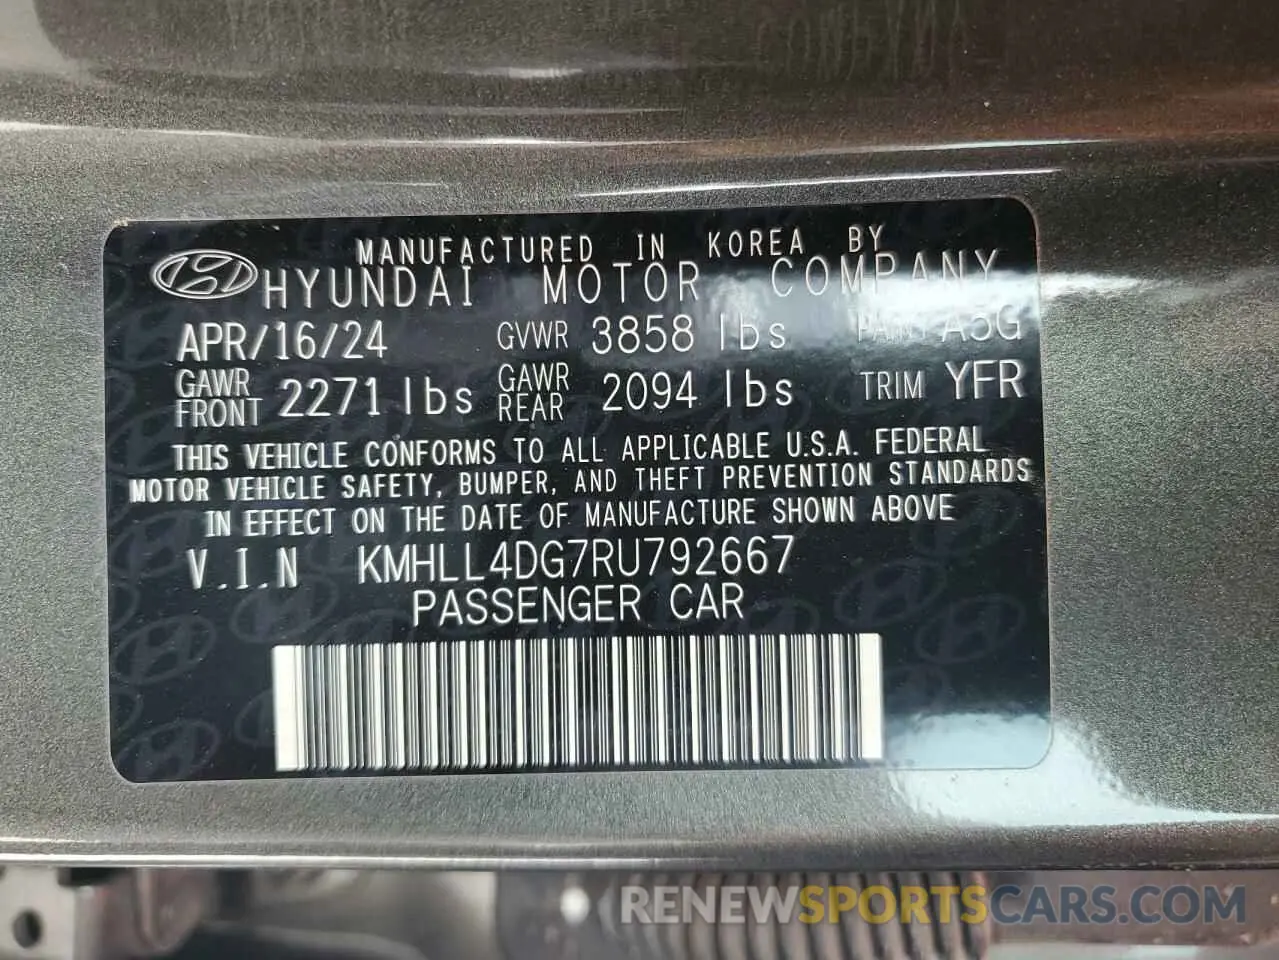 MANUFACTURED IN KOREA BY
HYUNDAI MOTOR COMPANY
APR/16/24 GVWR 3858 lbs PAINT A5G
GAWR FRONT 2271 lbs GAWR REAR 2094 lbs TRIM YFR
THIS VEHICLE CONFORMS TO ALL APPLICABLE U.S.A. FEDERAL
MOTOR VEHICLE SAFETY, BUMPER, AND THEFT PREVENTION STANDARDS
IN EFFECT ON THE DATE OF MANUFACTURE SHOWN ABOVE
V.I.N KMHLL4DG7RU792667
PASSENGER CAR
RENEWSPORTSCARS.COM